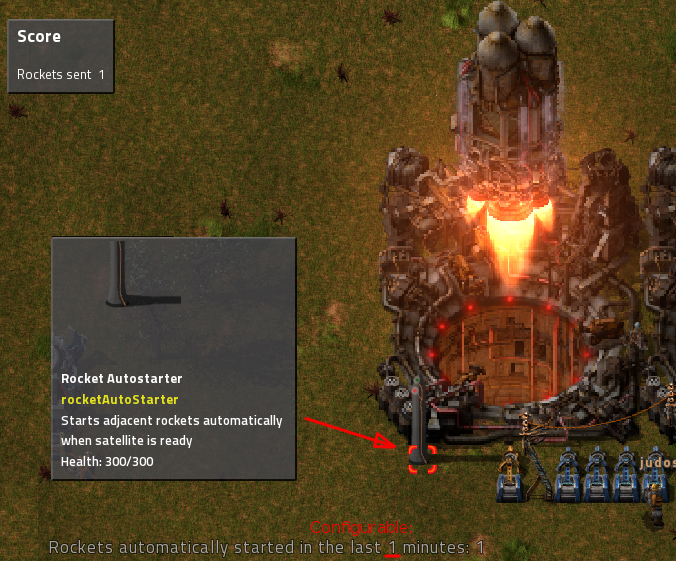 Score
Rockets sent 1
Rocket Autostarter
rocketAutoStarter
Starts adjacent rockets automatically
when satellite is ready
Health: 300/300
judos
Configurable:
Rockets automatically started in the last 1 minutes: 1